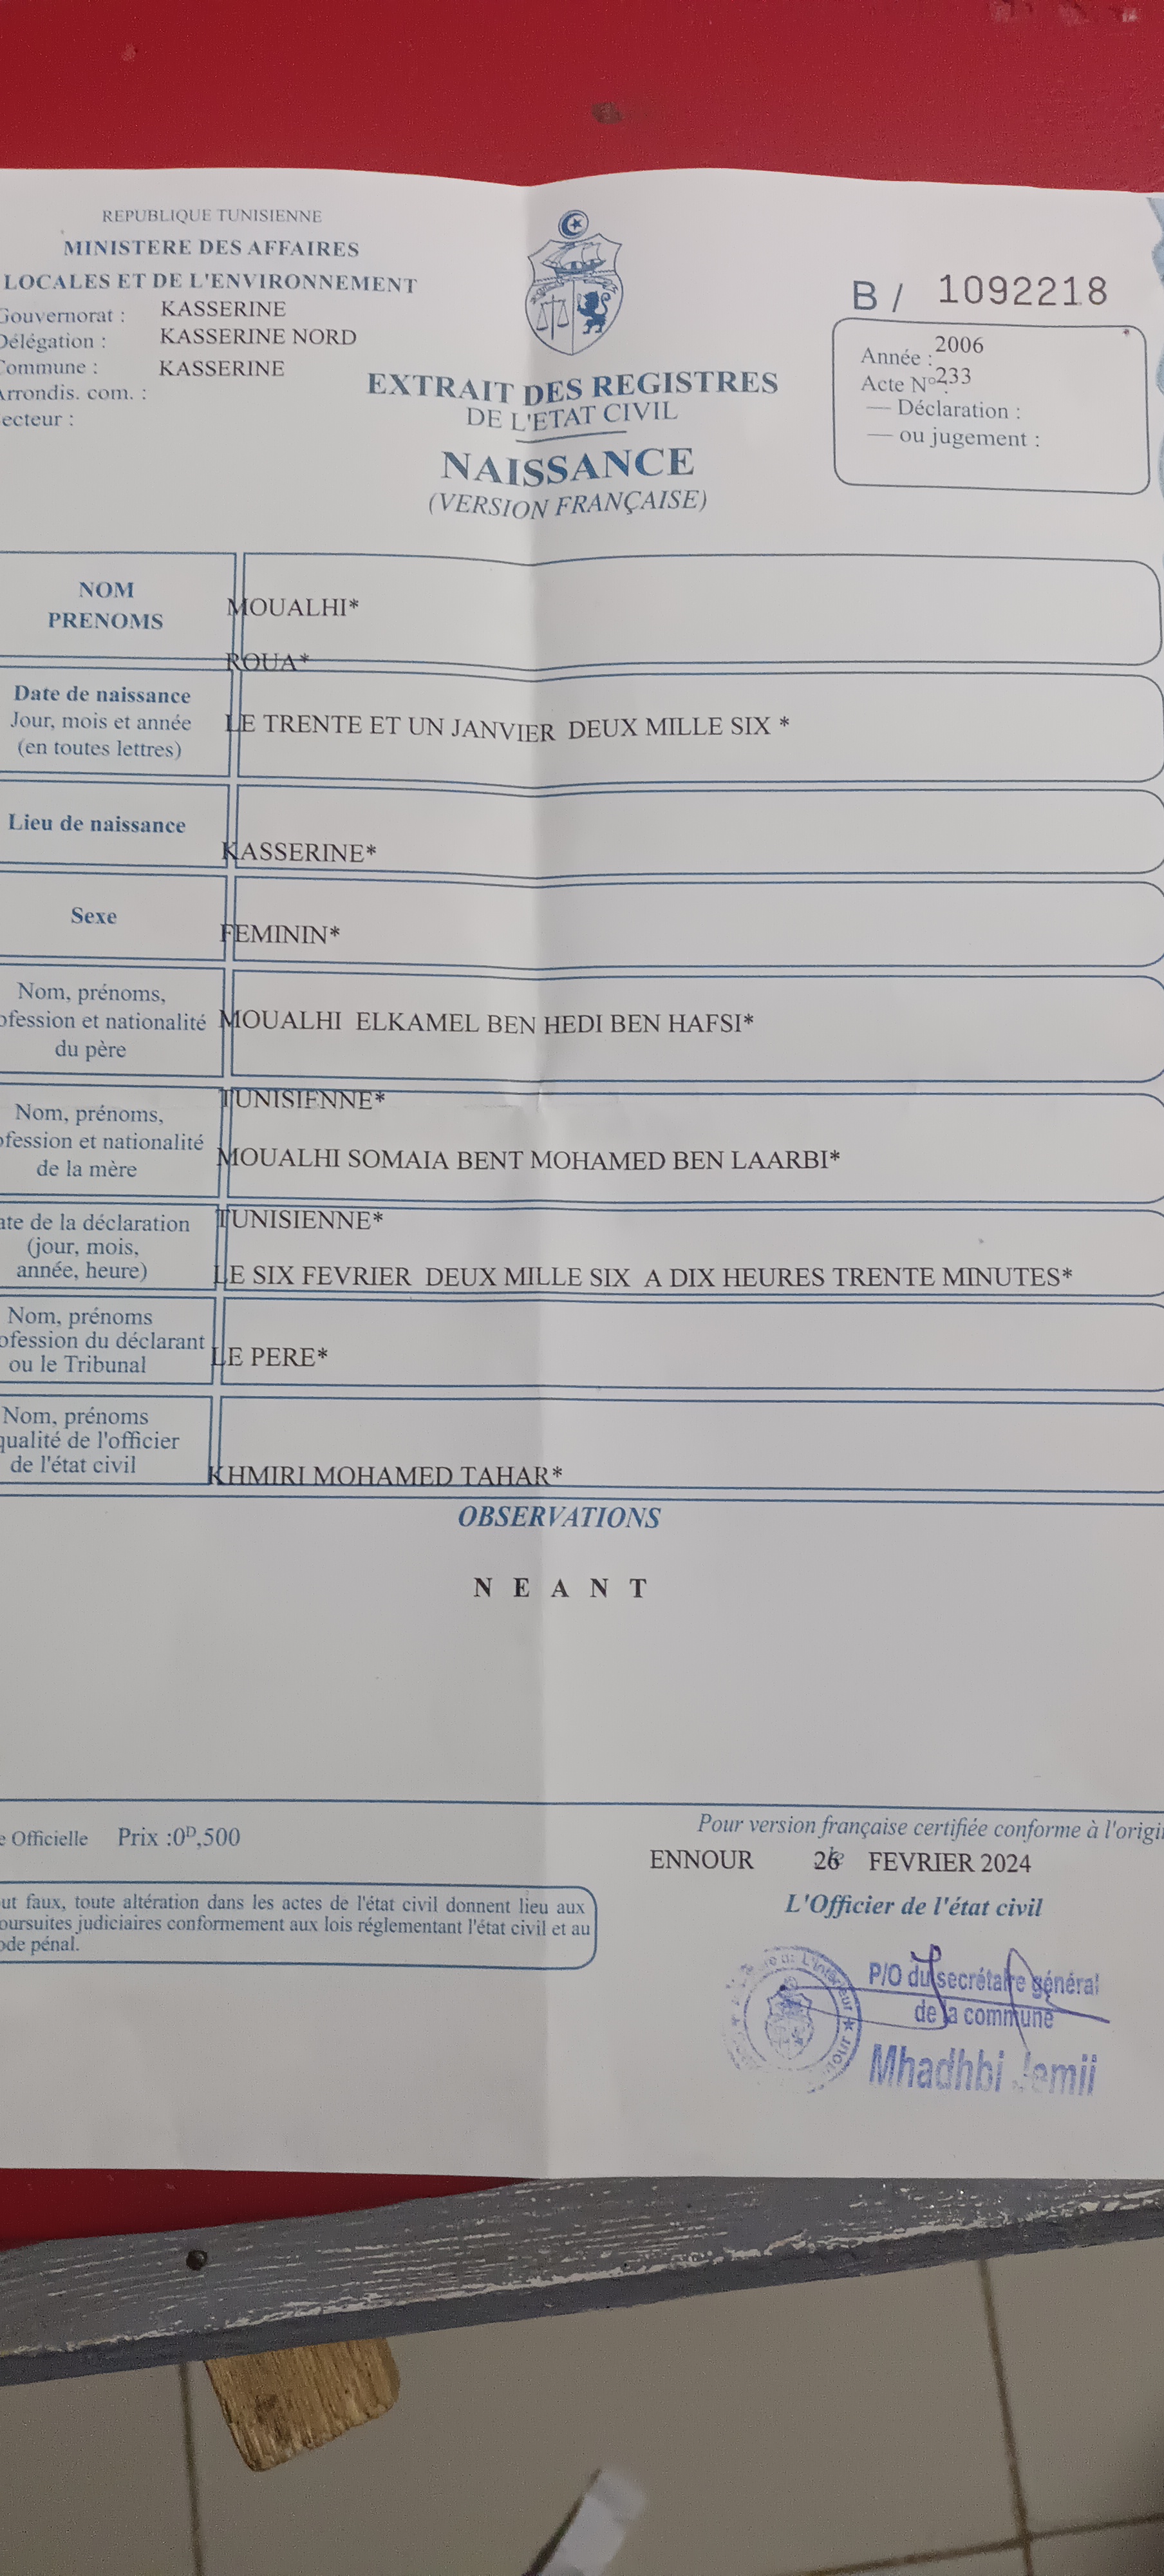 REPUBLIQUE TUNISIENNE
MINISTERE DES AFFAIRES
LOCALES ET DE L'ENVIRONNEMENT
Gouvernorat : KASSERINE
Délégation : KASSERINE NORD
Commune : KASSERINE
Arrondis. com. :
ecteur :
B / 1092218
Année : 2006
Acte N° 233
— Déclaration :
— ou jugement :
EXTRAIT DES REGISTRES
DE L'ETAT CIVIL
NAISSANCE
(VERSION FRANÇAISE)
NOM
PRENOMS
MOUALHI*
ROUA*
Date de naissance
Jour, mois et année
(en toutes lettres)
LE TRENTE ET UN JANVIER DEUX MILLE SIX *
Lieu de naissance
KASSERINE*
Sexe
FEMININ*
Nom, prénoms,
ofession et nationalité
du père
MOUALHI ELKAMEL BEN HEDI BEN HAFSI*
TUNISIENNE*
Nom, prénoms,
ofession et nationalité
de la mère
MOUALHI SOMAIA BENT MOHAMED BEN LAARBI*
TUNISIENNE*
ate de la déclaration
(jour, mois,
année, heure)
LE SIX FEVRIER DEUX MILLE SIX A DIX HEURES TRENTE MINUTES*
Nom, prénoms
ofession du déclarant
ou le Tribunal
LE PERE*
Nom, prénoms
qualité de l'officier
de l'état civil
KHMIRI MOHAMED TAHAR*
OBSERVATIONS
N E A N T
e Officielle Prix :0D,500
Pour version française certifiée conforme à l'origi
ENNOUR 26 FEVRIER 2024
L'Officier de l'état civil
ut faux, toute altération dans les actes de l'état civil donnent lieu aux
oursuites judiciaires conformement aux lois réglementant l'état civil et au
ode pénal.
P/O du secrétaire général
de la commune
Mhadhbi Jemii